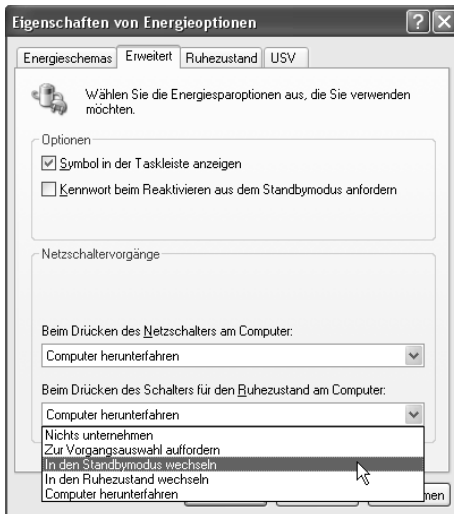 Eigenschaften von Energieoptionen
Energieschemas Erweitert Ruhezustand USV
Wählen Sie die Energiesparoptionen aus, die Sie verwenden
möchten.
Optionen
Symbol in der Taskleiste anzeigen
Kennwort beim Reaktivieren aus dem Standbymodus anfordern
Netzschaltervorgänge
Beim Drücken des Netzschalters am Computer:
Computer herunterfahren
Beim Drücken des Schalters für den Ruhezustand am Computer:
Computer herunterfahren
Nichts unternehmen
Zur Vorgangsauswahl auffordern
In den Standbymodus wechseln
In den Ruhezustand wechseln
Computer herunterfahren